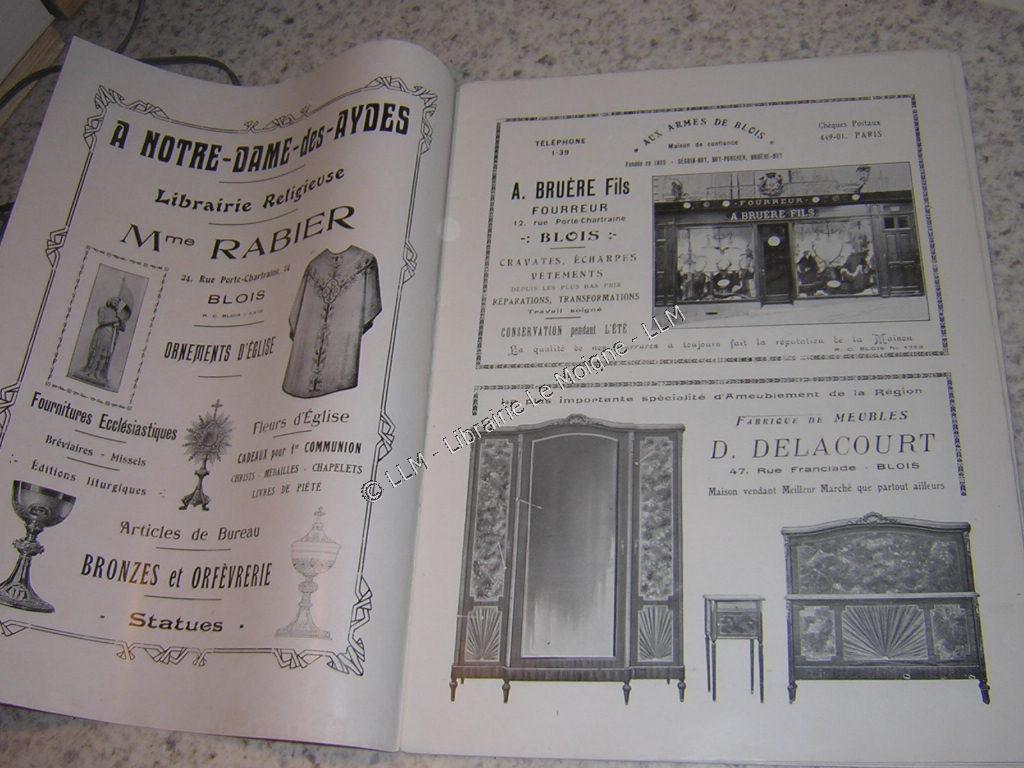 A NOTRE-DAME-des-AYDES
Librairie Religieuse
Mme RABIER
24, Rue Porte-Chartraine, 24
BLOIS
ORNEMENTS D'ÉGLISE
Fournitures Ecclésiastiques
Bréviaires - Missels
Éditions liturgiques
Fleurs d'Église
CADEAUX pour 1re COMMUNION
CHRISTS - MÉDAILLES - CHAPELETS
LIVRES DE PIÉTÉ
Articles de Bureau
BRONZES et ORFÈVRERIE
Statues
TÉLÉPHONE
1-39
AUX ARMES DE BLOIS
Maison de confiance
Chèques Postaux
449-01, PARIS
A. BRUÈRE Fils
FOURREUR
12, rue Porte-Chartraine
BLOIS
CRAVATES, ÉCHARPES
VÊTEMENTS
DEPUIS LES PLUS BAS PRIX
RÉPARATIONS, TRANSFORMATIONS
Travail soigné
CONSERVATION pendant L'ÉTÉ
FOURREUR
A BRUÈRE FILS
La qualité de nos fourrures a toujours fait la réputation de la Maison
La plus importante spécialité d'Ameublement de la Région
FABRIQUE DE MEUBLES
D. DELACOURT
47, Rue Franciade - BLOIS
Maison vendant Meilleur Marché que partout ailleurs
© LLM - Librairie Le Moigne - LLM